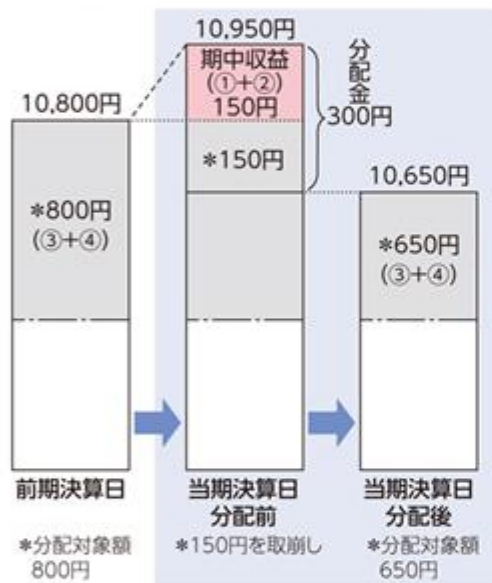 10,950円
期中収益
(①+②)
150円
分配金
300円
10,800円
*150円
10,650円
*800円
(③+④)
*650円
(③+④)
前期決算日
当期決算日
分配前
当期決算日
分配後
*分配対象額
800円
*150円を取崩し
*分配対象額
650円